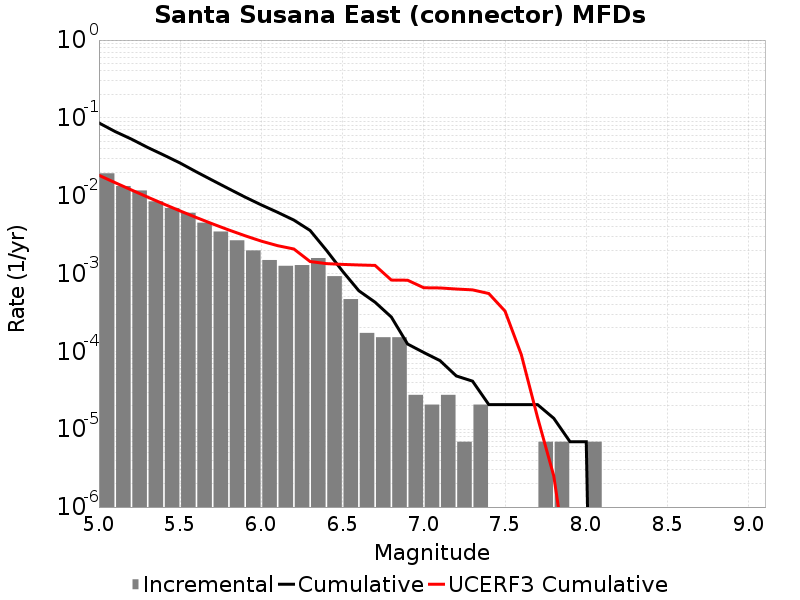 Santa Susana East (connector) MFDs
10^0
10^-1
10^-2
10^-3
10^-4
10^-5
10^-6
Rate (1/yr)
5.0 5.5 6.0 6.5 7.0 7.5 8.0 8.5 9.0
Magnitude
Incremental Cumulative UCERF3 Cumulative